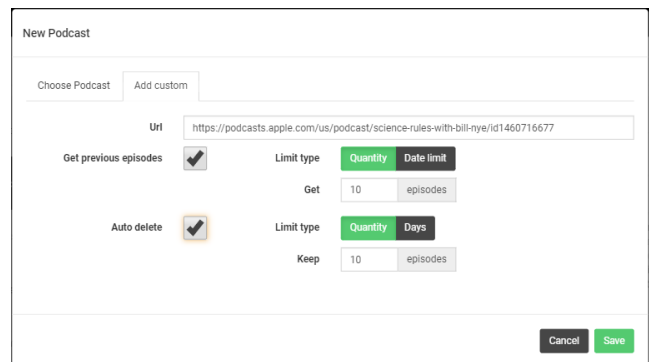 New Podcast
Choose Podcast Add custom
Url https://podcasts.apple.com/us/podcast/science-rules-with-bill-nye/id1460716677
Get previous episodes Limit type Quantity Date limit
Get 10 episodes
Auto delete Limit type Quantity Days
Keep 10 episodes
Cancel Save